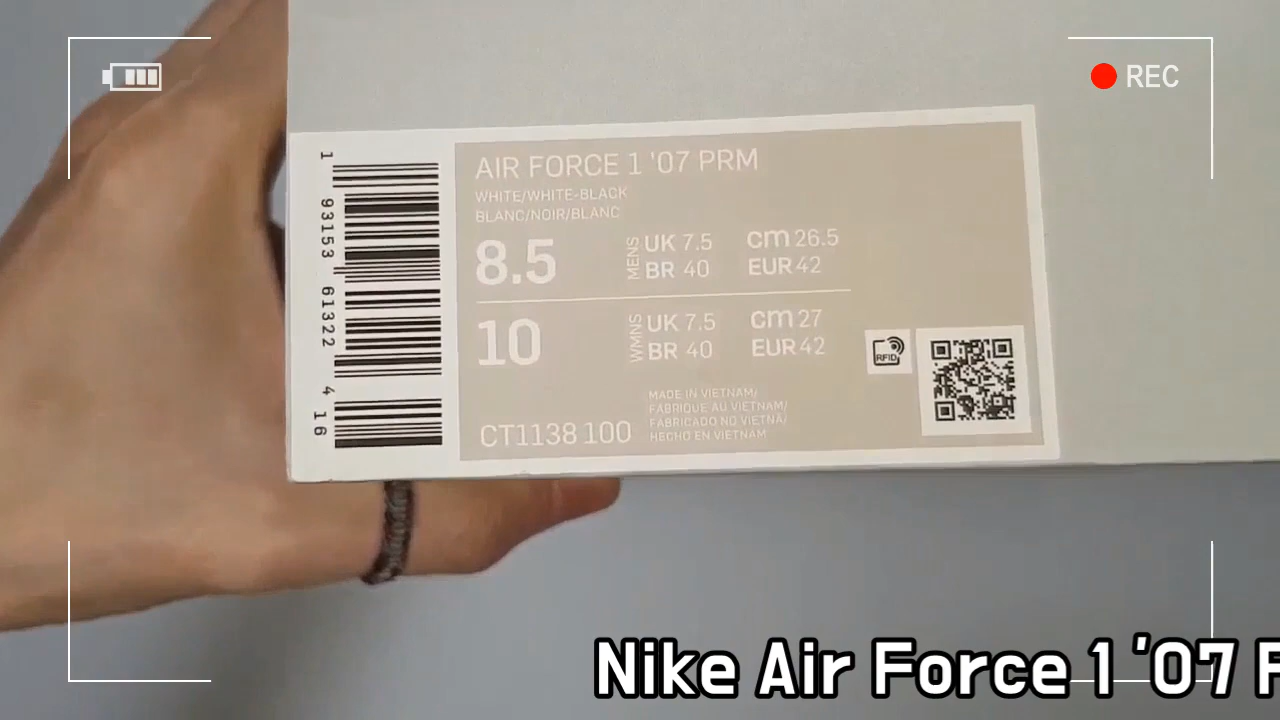 REC
AIR FORCE 1 '07 PRM
WHITE/WHITE-BLACK
BLANC/NOIR/BLANC
8.5
MENS
UK 7.5
cm 26.5
BR 40
EUR 42
10
WMNS
UK 7.5
cm 27
BR 40
EUR 42
RFID
MADE IN VIETNAM/
FABRIQUE AU VIETNAM/
FABRICADO NO VIETNÃ/
HECHO EN VIETNAM
CT1138 100
1 93153 61322 4 16
Nike Air Force 1 '07 P